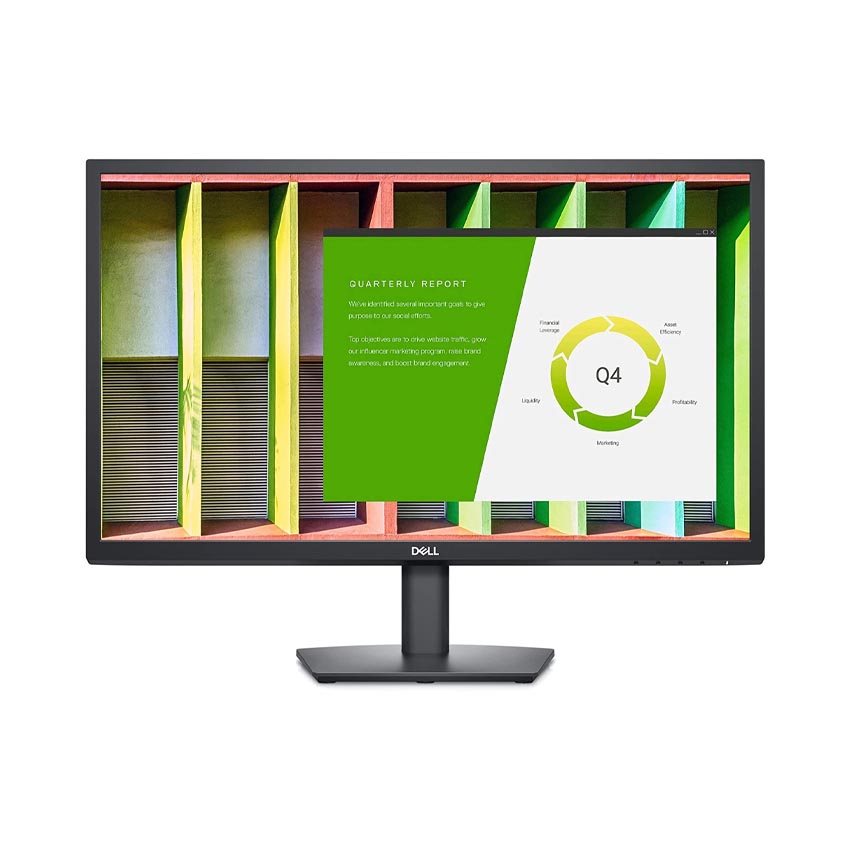 QUARTERLY REPORT
We've identified several important goals to give
purpose to our social efforts.
Top objectives are to drive website traffic, grow
our influencer marketing program, raise brand
awareness, and boost brand engagement.
Financial
Leverage
Asset
Efficiency
Q4
Liquidity
Profitability
Marketing
DELL